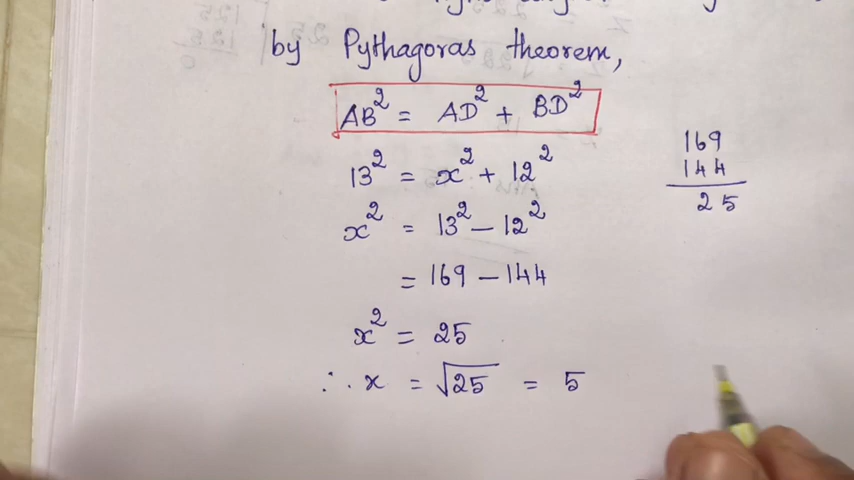 by Pythagoras theorem,
AB² = AD² + BD²
13² = x² + 12²
x² = 13² – 12²
= 169 – 144
x² = 25
∴ x = √25 = 5
169
144
25